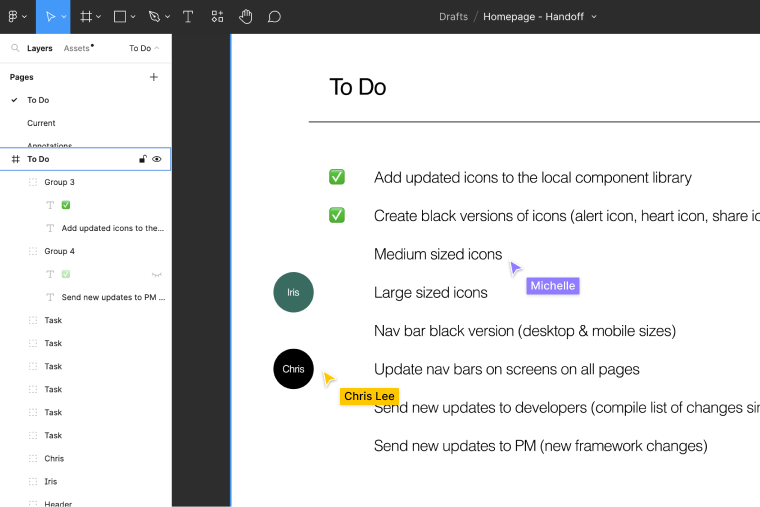 Drafts / Homepage - Handoff
Layers Assets To Do
Pages
To Do
Current
Annotations
To Do
Group 3
Add updated icons to the...
Group 4
Send new updates to PM ...
Task
Task
Task
Task
Task
Task
Chris
Iris
Header
To Do
Add updated icons to the local component library
Create black versions of icons (alert icon, heart icon, share ic
Medium sized icons
Michelle
Iris
Large sized icons
Nav bar black version (desktop & mobile sizes)
Chris
Update nav bars on screens on all pages
Chris Lee
Send new updates to developers (compile list of changes sin
Send new updates to PM (new framework changes)